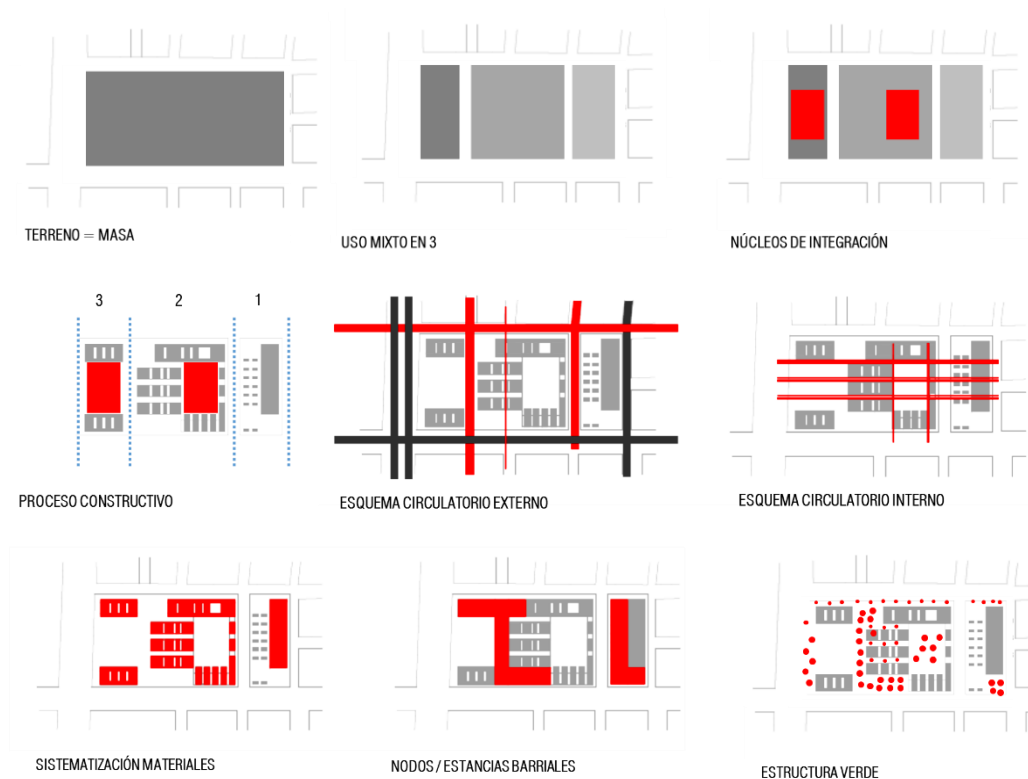 TERRENO = MASA
USO MIXTO EN 3
NÚCLEOS DE INTEGRACIÓN
3 2 1
PROCESO CONSTRUCTIVO
ESQUEMA CIRCULATORIO EXTERNO
ESQUEMA CIRCULATORIO INTERNO
SISTEMATIZACIÓN MATERIALES
NODOS / ESTANCIAS BARRIALES
ESTRUCTURA VERDE